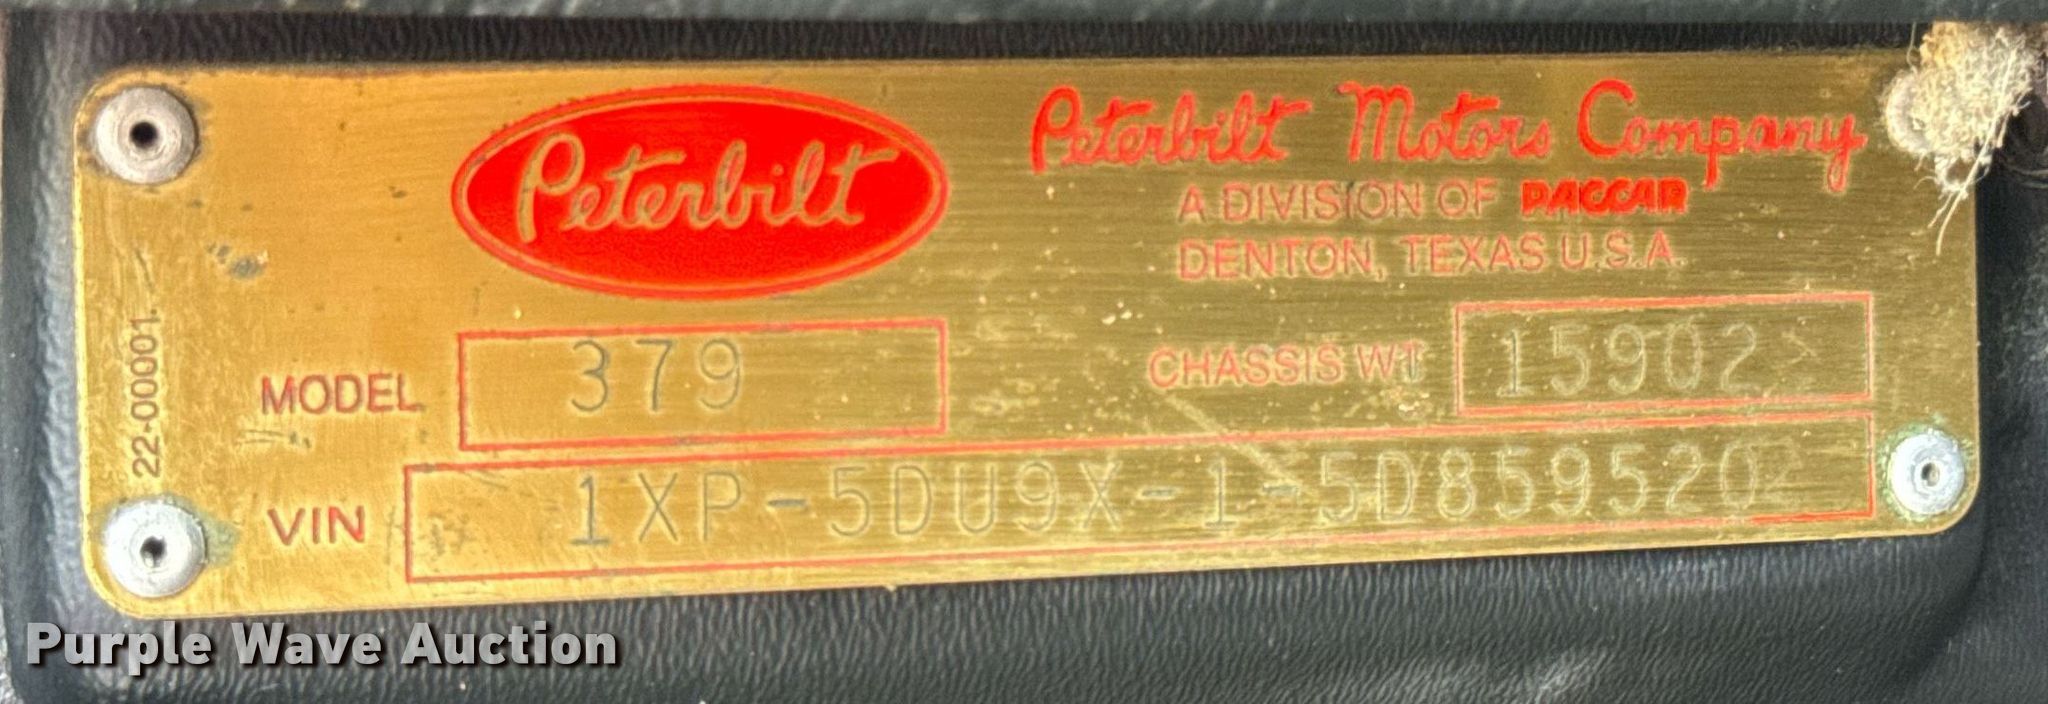 Peterbilt
Peterbilt Motors Company
A DIVISION OF PACCAR
DENTON, TEXAS U.S.A.
MODEL 379
CHASSIS WT 15902
VIN 1XP-5DU9X-1-5D859520
22-00001
Purple Wave Auction